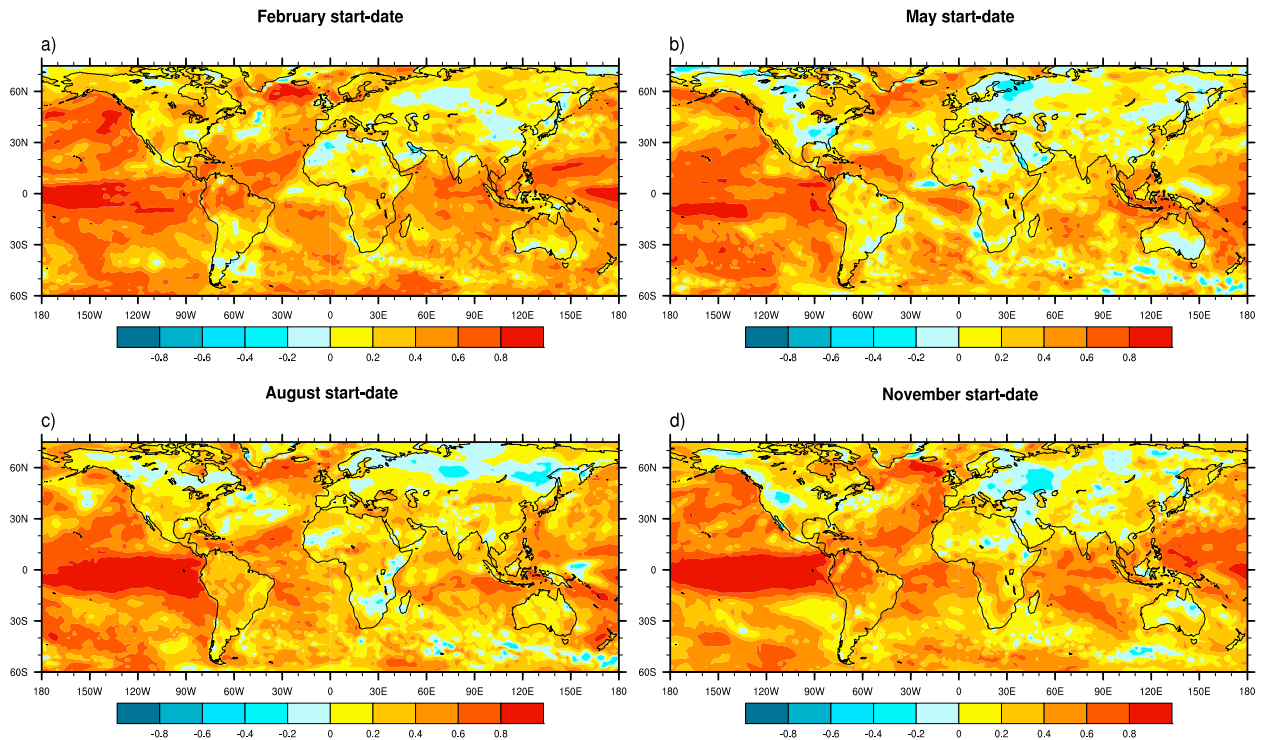 February start-date
a)
60N
30N
0
30S
60S
180 150W 120W 90W 60W 30W 0 30E 60E 90E 120E 150E 180
-0.8 -0.6 -0.4 -0.2 0 0.2 0.4 0.6 0.8
May start-date
b)
60N
30N
0
30S
60S
180 150W 120W 90W 60W 30W 0 30E 60E 90E 120E 150E 180
-0.8 -0.6 -0.4 -0.2 0 0.2 0.4 0.6 0.8
August start-date
c)
60N
30N
0
30S
60S
180 150W 120W 90W 60W 30W 0 30E 60E 90E 120E 150E 180
-0.8 -0.6 -0.4 -0.2 0 0.2 0.4 0.6 0.8
November start-date
d)
60N
30N
0
30S
60S
180 120W 90W 60W 30W 0 30E 60E 90E 120E 150E 180
-0.8 -0.6 -0.4 -0.2 0 0.2 0.4 0.6 0.8